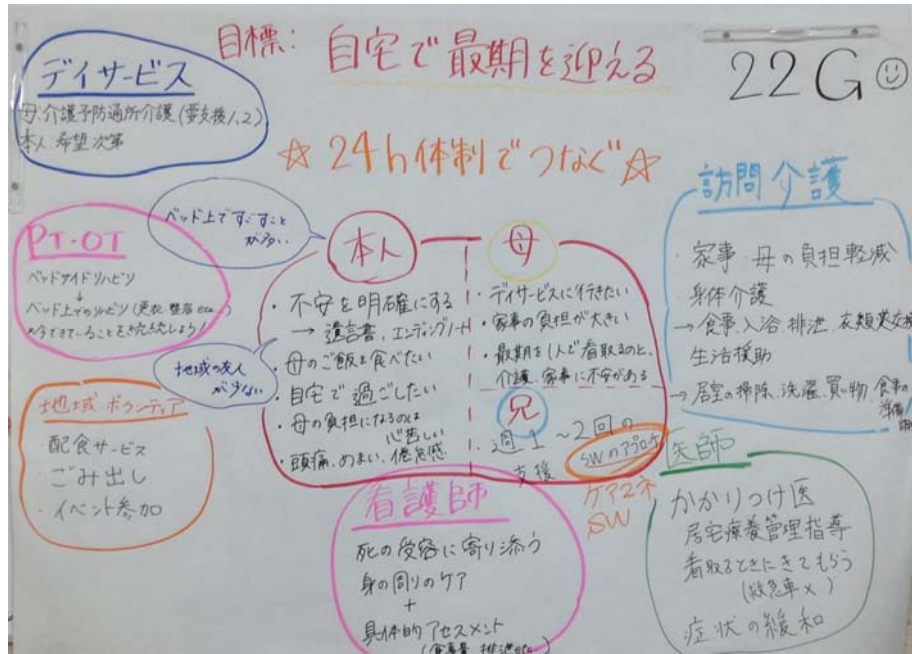 目標: 自宅で最期を迎える
22G
☆24h体制でつなぐ☆
デイサービス
母:介護予防通所介護(要支援1、2)
本人:希望次第
PT・OT
ベッドサイドリハビリ
↓
ベッド上でのリハビリ(更衣、整容etc...)
今できていることを継続しよう!
ベッド上ですごすこと
が多い
地域の友人
が少ない
地域・ボランティア
・配食サービス
・ごみ出し
・イベント参加
本人
・不安を明確にする
→遺言書、エンディングノート
・母のご飯を食べたい
・自宅で過ごしたい
・母の負担になるのは
心苦しい
・頭痛、めまい、倦怠感
母
・デイサービスに行きたい
・家事の負担が大きい
・最期を1人で看取るのと、
介護、家事に不安がある
兄
週1~2回の
支援
SWのアプローチ
ケアマネ
SW
訪問介護
・家事・母の負担軽減
・身体介護
→食事、入浴、排泄、衣類
生活援助
→居室の掃除、洗濯、買い物、食事の
準備
看護師
死の受容に寄り添う
身の周りのケア
+
具体的アセスメント
(食事量、排泄etc
医師
かかりつけ医
居宅療養管理指導
看取るときにきてもらう
(救急車×)
症状の緩和